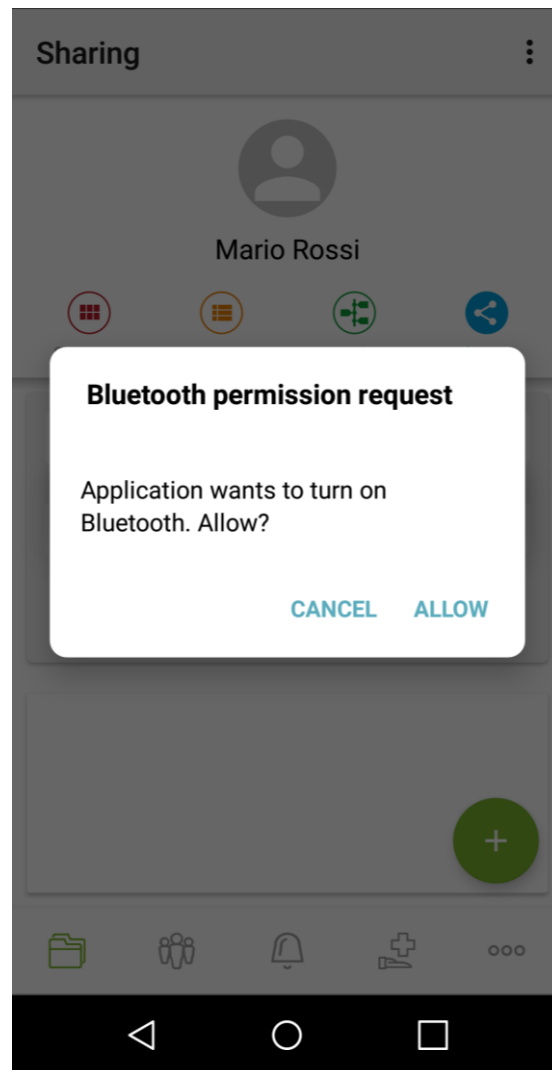 Sharing
Mario Rossi
Bluetooth permission request
Application wants to turn on
Bluetooth. Allow?
CANCEL ALLOW